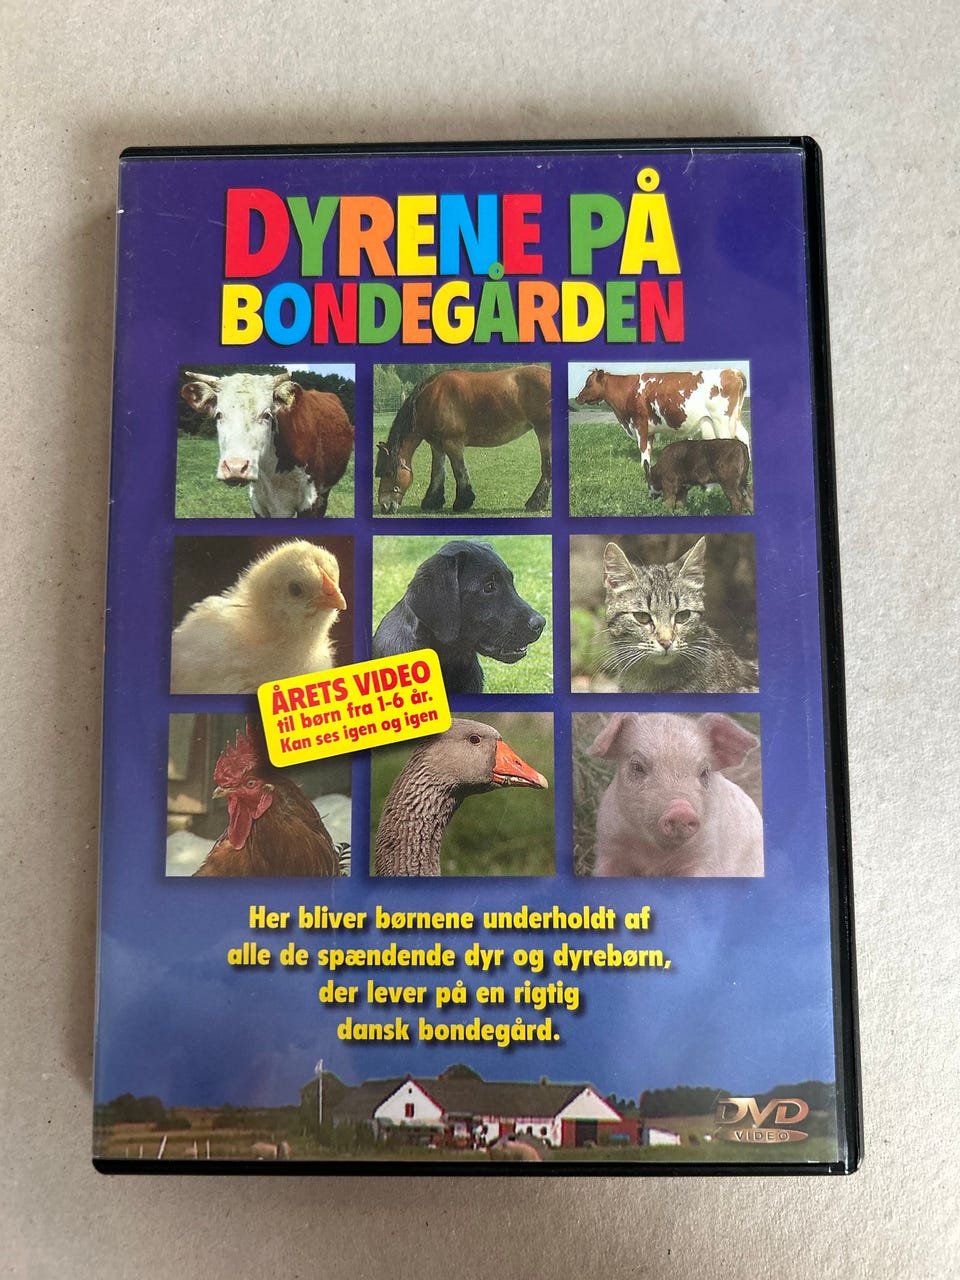 DYRENE PÅ
BONDEGÅRDEN
ÅRETS VIDEO
til børn fra 1-6 år.
Kan ses igen og igen
Her bliver børnene underholdt af
alle de spændende dyr og dyrebørn,
der lever på en rigtig
dansk bondegård.
DVD
VIDEO